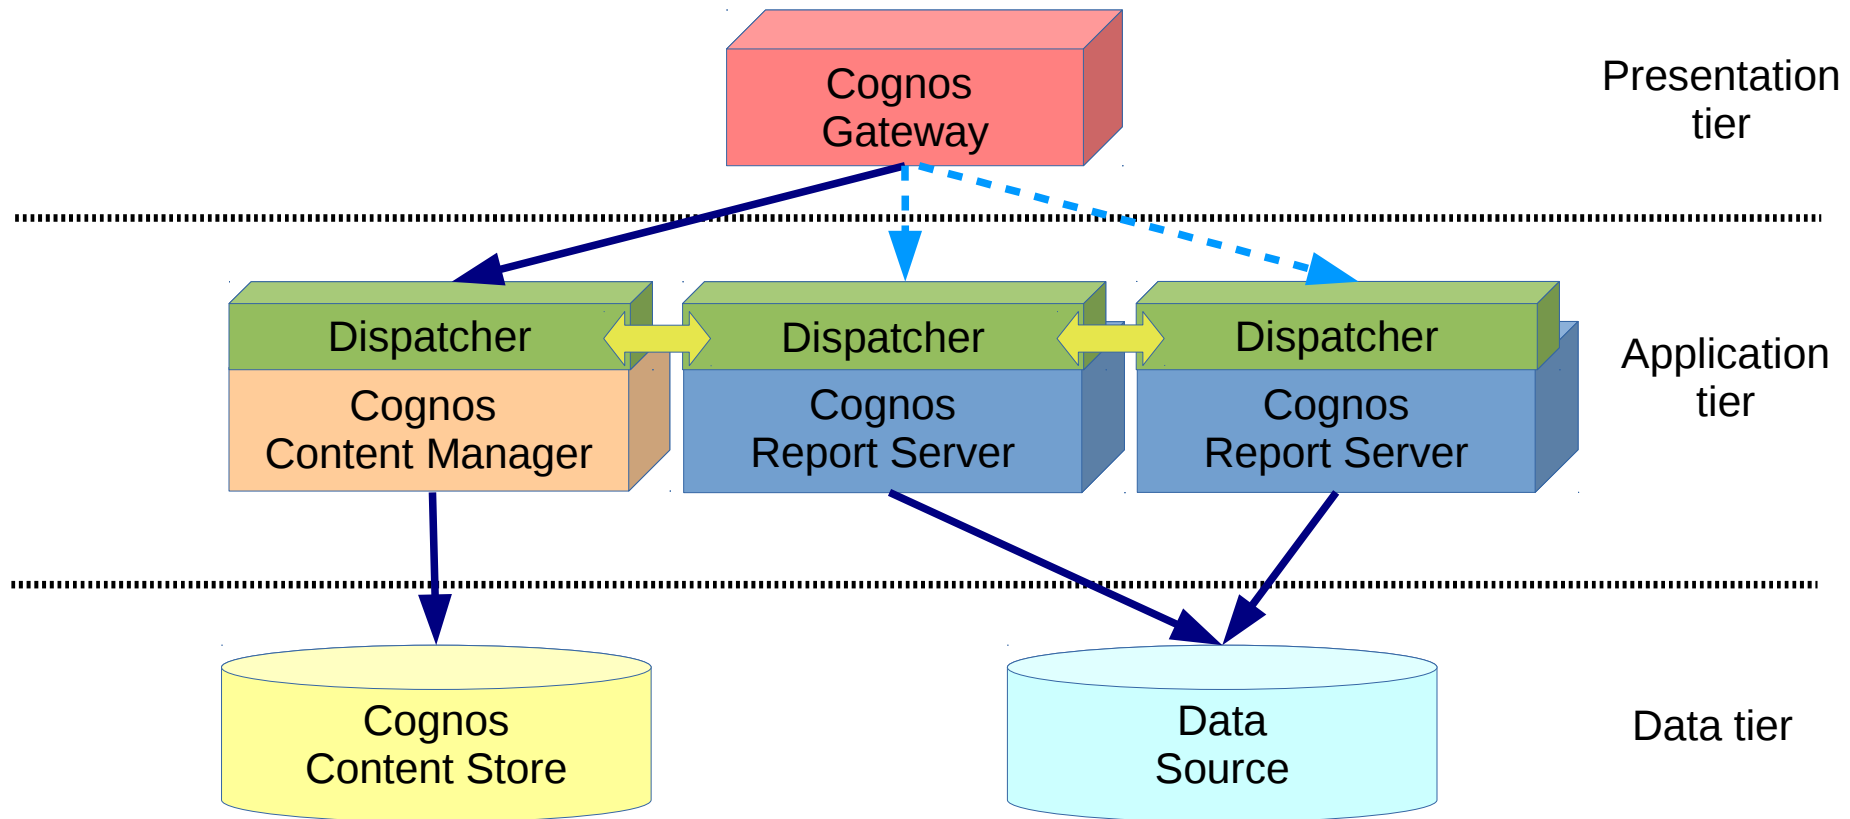 Cognos
Gateway
Presentation
tier
Dispatcher
Dispatcher
Dispatcher
Cognos
Content Manager
Cognos
Report Server
Cognos
Report Server
Application
tier
Cognos
Content Store
Data
Source
Data tier